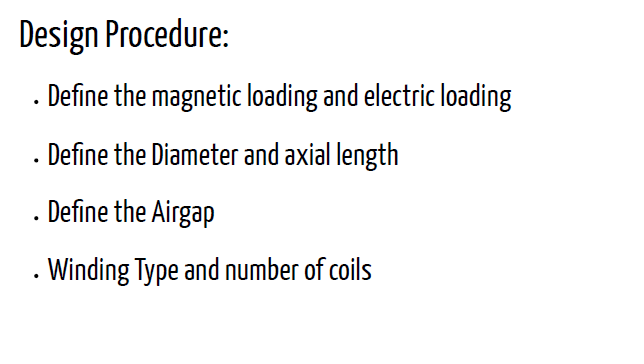 Design Procedure:
• Define the magnetic loading and electric loading
• Define the Diameter and axial length
• Define the Airgap
• Winding Type and number of coils